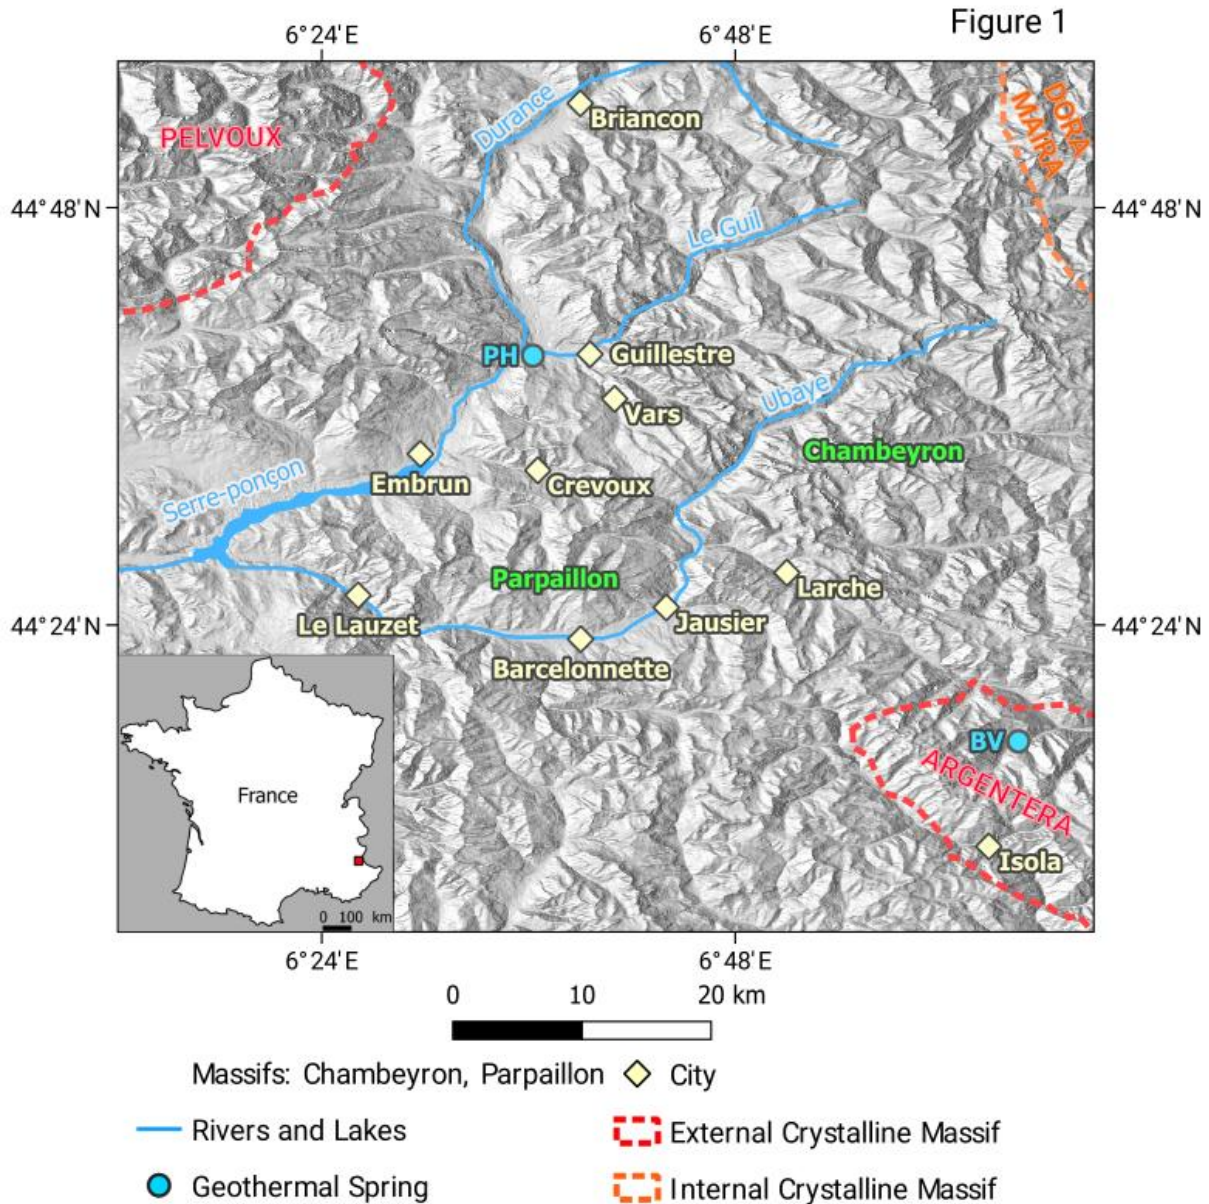 Figure 1
6°24'E
6°48'E
Durance
Briancon
PELVOUX
DORA
MAIRA
44°48'N
44°48'N
Le Guil
PH
Guillestre
Ubaye
Vars
Chambeyron
Serre-ponçon
Embrun
Crevoux
Parpaillon
Larche
Le Lauzet
Jausier
44°24'N
44°24'N
Barcelonnette
BV
ARGENTERA
France
Isola
0 100 km
6°24'E
6°48'E
0 10 20 km
Massifs: Chambeyron, Parpaillon
City
Rivers and Lakes
External Crystalline Massif
Geothermal Spring
Internal Crystalline Massif